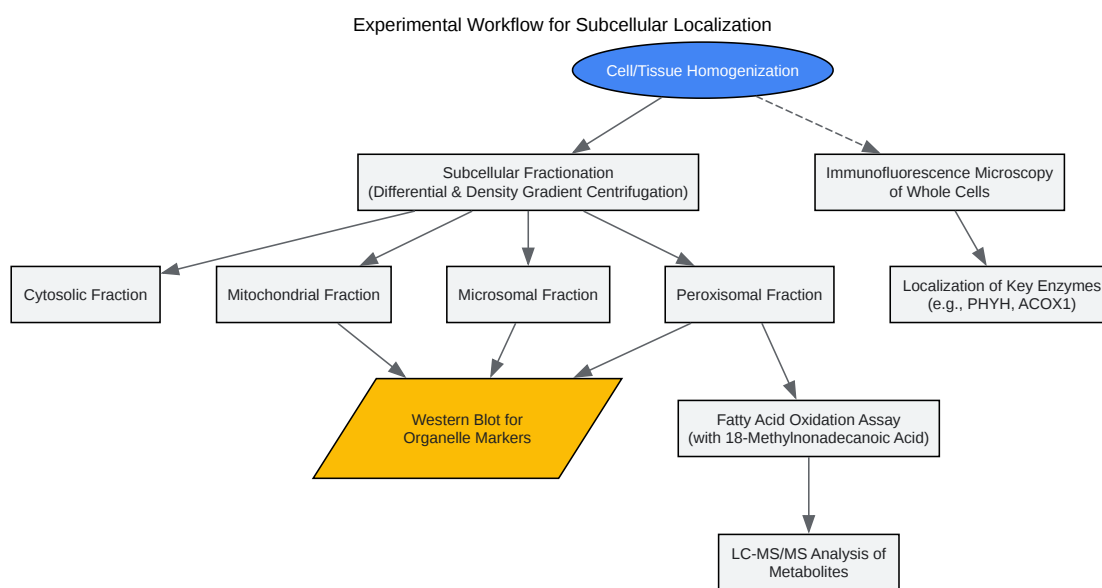 Experimental Workflow for Subcellular Localization
Cell/Tissue Homogenization
Subcellular Fractionation
(Differential & Density Gradient Centrifugation)
Immunofluorescence Microscopy
of Whole Cells
Cytosolic Fraction
Mitochondrial Fraction
Microsomal Fraction
Peroxisomal Fraction
Localization of Key Enzymes
(e.g., PHYH, ACOX1)
Western Blot for
Organelle Markers
Fatty Acid Oxidation Assay
(with 18-Methylnonadecanoic Acid)
LC-MS/MS Analysis of
Metabolites